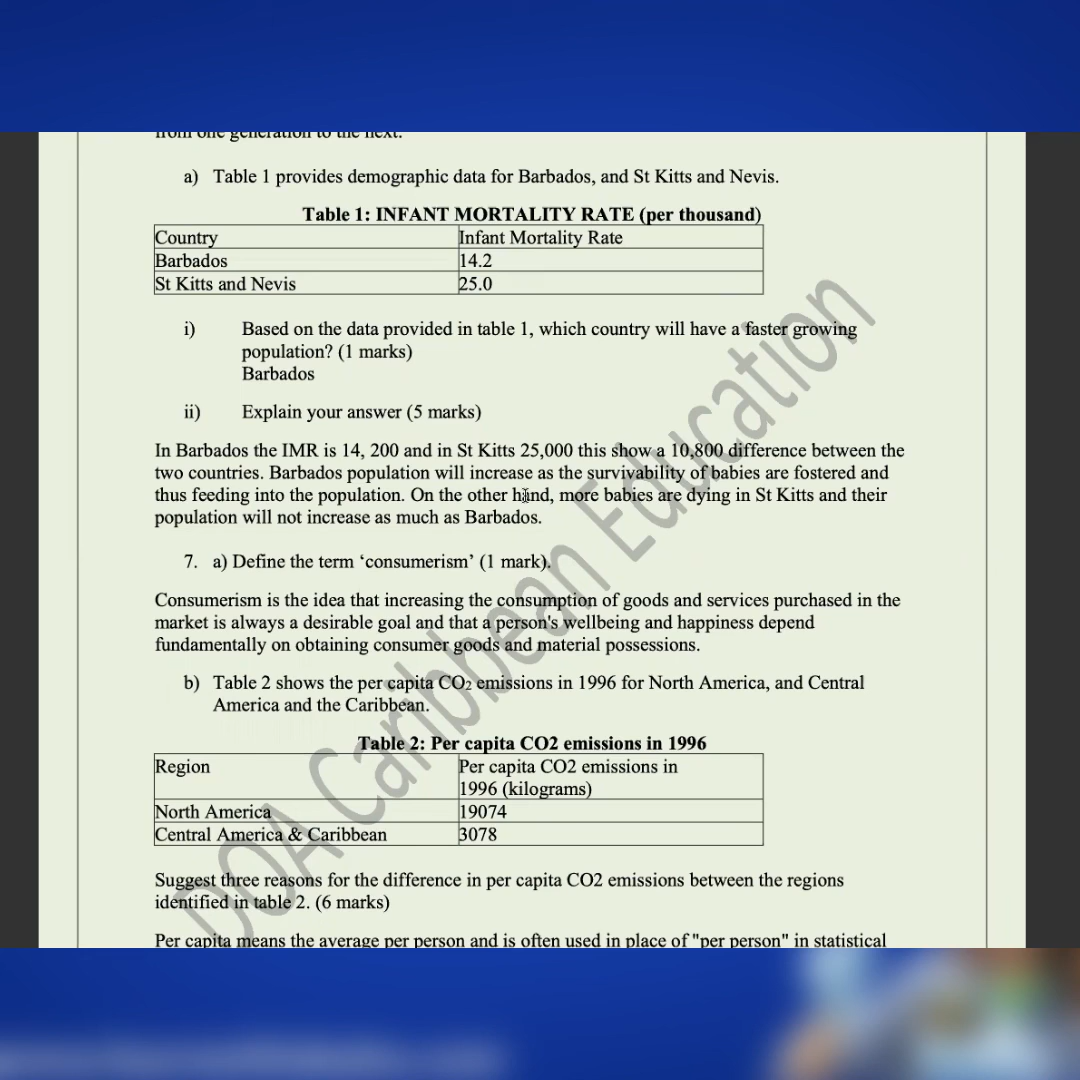 from one generation to the next.
a) Table 1 provides demographic data for Barbados, and St Kitts and Nevis.
Table 1: INFANT MORTALITY RATE (per thousand)
Country Infant Mortality Rate
Barbados 14.2
St Kitts and Nevis 25.0
i) Based on the data provided in table 1, which country will have a faster growing
population? (1 marks)
Barbados
ii) Explain your answer (5 marks)
In Barbados the IMR is 14, 200 and in St Kitts 25,000 this show a 10,800 difference between the
two countries. Barbados population will increase as the survivability of babies are fostered and
thus feeding into the population. On the other hand, more babies are dying in St Kitts and their
population will not increase as much as Barbados.
7. a) Define the term ‘consumerism’ (1 mark).
Consumerism is the idea that increasing the consumption of goods and services purchased in the
market is always a desirable goal and that a person's wellbeing and happiness depend
fundamentally on obtaining consumer goods and material possessions.
b) Table 2 shows the per capita CO2 emissions in 1996 for North America, and Central
America and the Caribbean.
Table 2: Per capita CO2 emissions in 1996
Region Per capita CO2 emissions in
1996 (kilograms)
North America 19074
Central America & Caribbean 3078
Suggest three reasons for the difference in per capita CO2 emissions between the regions
identified in table 2. (6 marks)
Per capita means the average per person and is often used in place of "per person" in statistical
DOA Caribbean Education